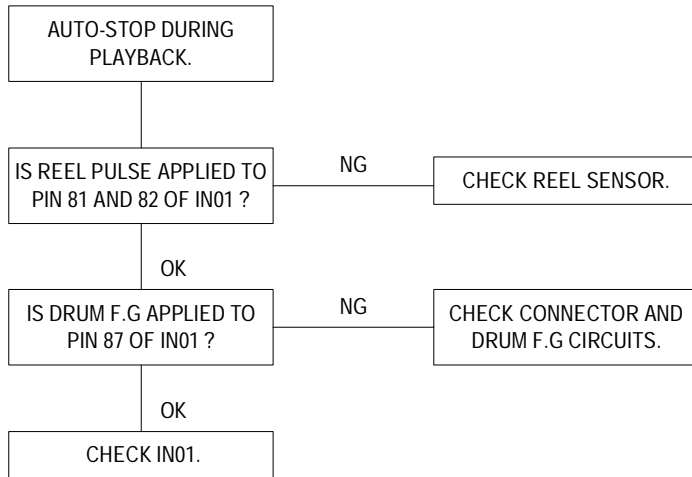 AUTO-STOP DURING
PLAYBACK.
IS REEL PULSE APPLIED TO
PIN 81 AND 82 OF IN01 ?
NG
CHECK REEL SENSOR.
OK
IS DRUM F.G APPLIED TO
PIN 87 OF IN01 ?
NG
CHECK CONNECTOR AND
DRUM F.G CIRCUITS.
OK
CHECK IN01.